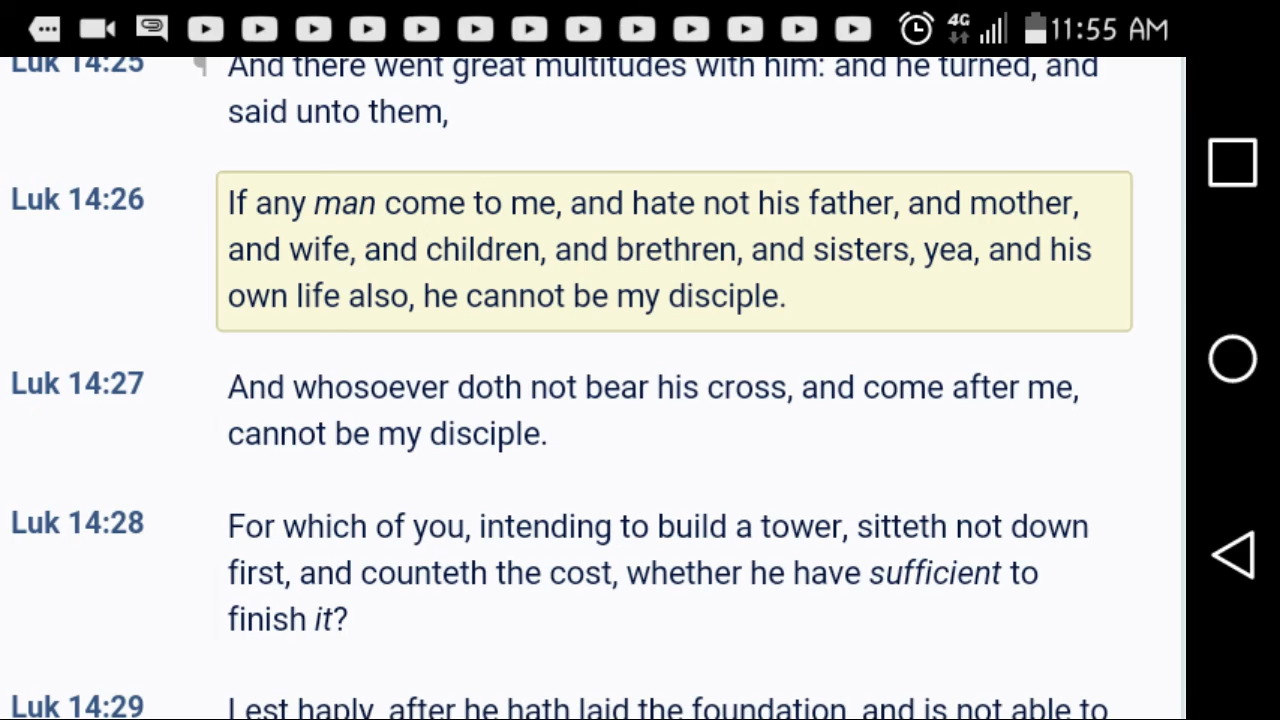 4G 11:55 AM
Luk 14:25 ¶ And there went great multitudes with him: and he turned, and
said unto them,
Luk 14:26 If any man come to me, and hate not his father, and mother,
and wife, and children, and brethren, and sisters, yea, and his
own life also, he cannot be my disciple.
Luk 14:27 And whosoever doth not bear his cross, and come after me,
cannot be my disciple.
Luk 14:28 For which of you, intending to build a tower, sitteth not down
first, and counteth the cost, whether he have sufficient to
finish it?
Luk 14:29 Lest haply, after he hath laid the foundation, and is not able to